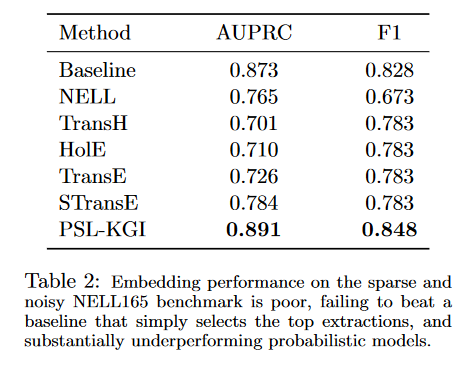 Method AUPRC F1
Baseline 0.873 0.828
NELL 0.765 0.673
TransH 0.701 0.783
HolE 0.710 0.783
TransE 0.726 0.783
STransE 0.784 0.783
PSL-KGI 0.891 0.848
Table 2: Embedding performance on the sparse and
noisy NELL165 benchmark is poor, failing to beat a
baseline that simply selects the top extractions, and
substantially underperforming probabilistic models.